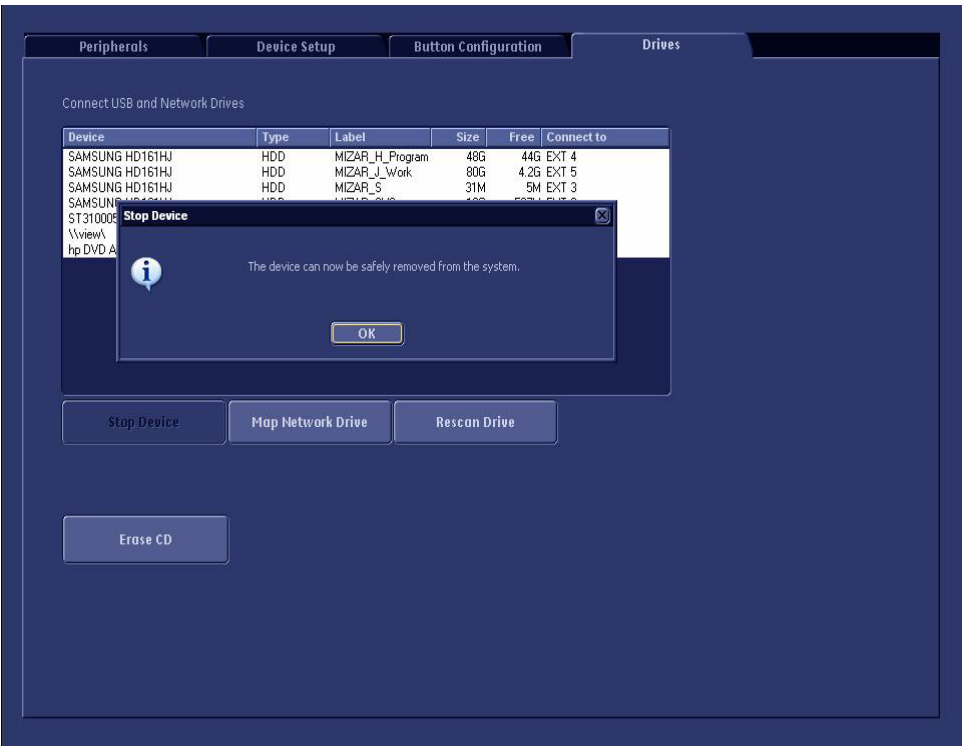 Peripherals Device Setup Button Configuration Drives
Connect USB and Network Drives
Device Type Label Size Free Connect to
SAMSUNG HD161HJ HDD MIZAR_H_Program 48G 44G EXT 4
SAMSUNG HD161HJ HDD MIZAR_J_Work 80G 4.2G EXT 5
SAMSUNG HD161HJ HDD MIZAR_S 31M 5M EXT 3
SAMSUN
ST310005
\\view\
hp DVD A
Stop Device
The device can now be safely removed from the system.
OK
Stop Device Map Network Drive Rescan Drive
Erase CD